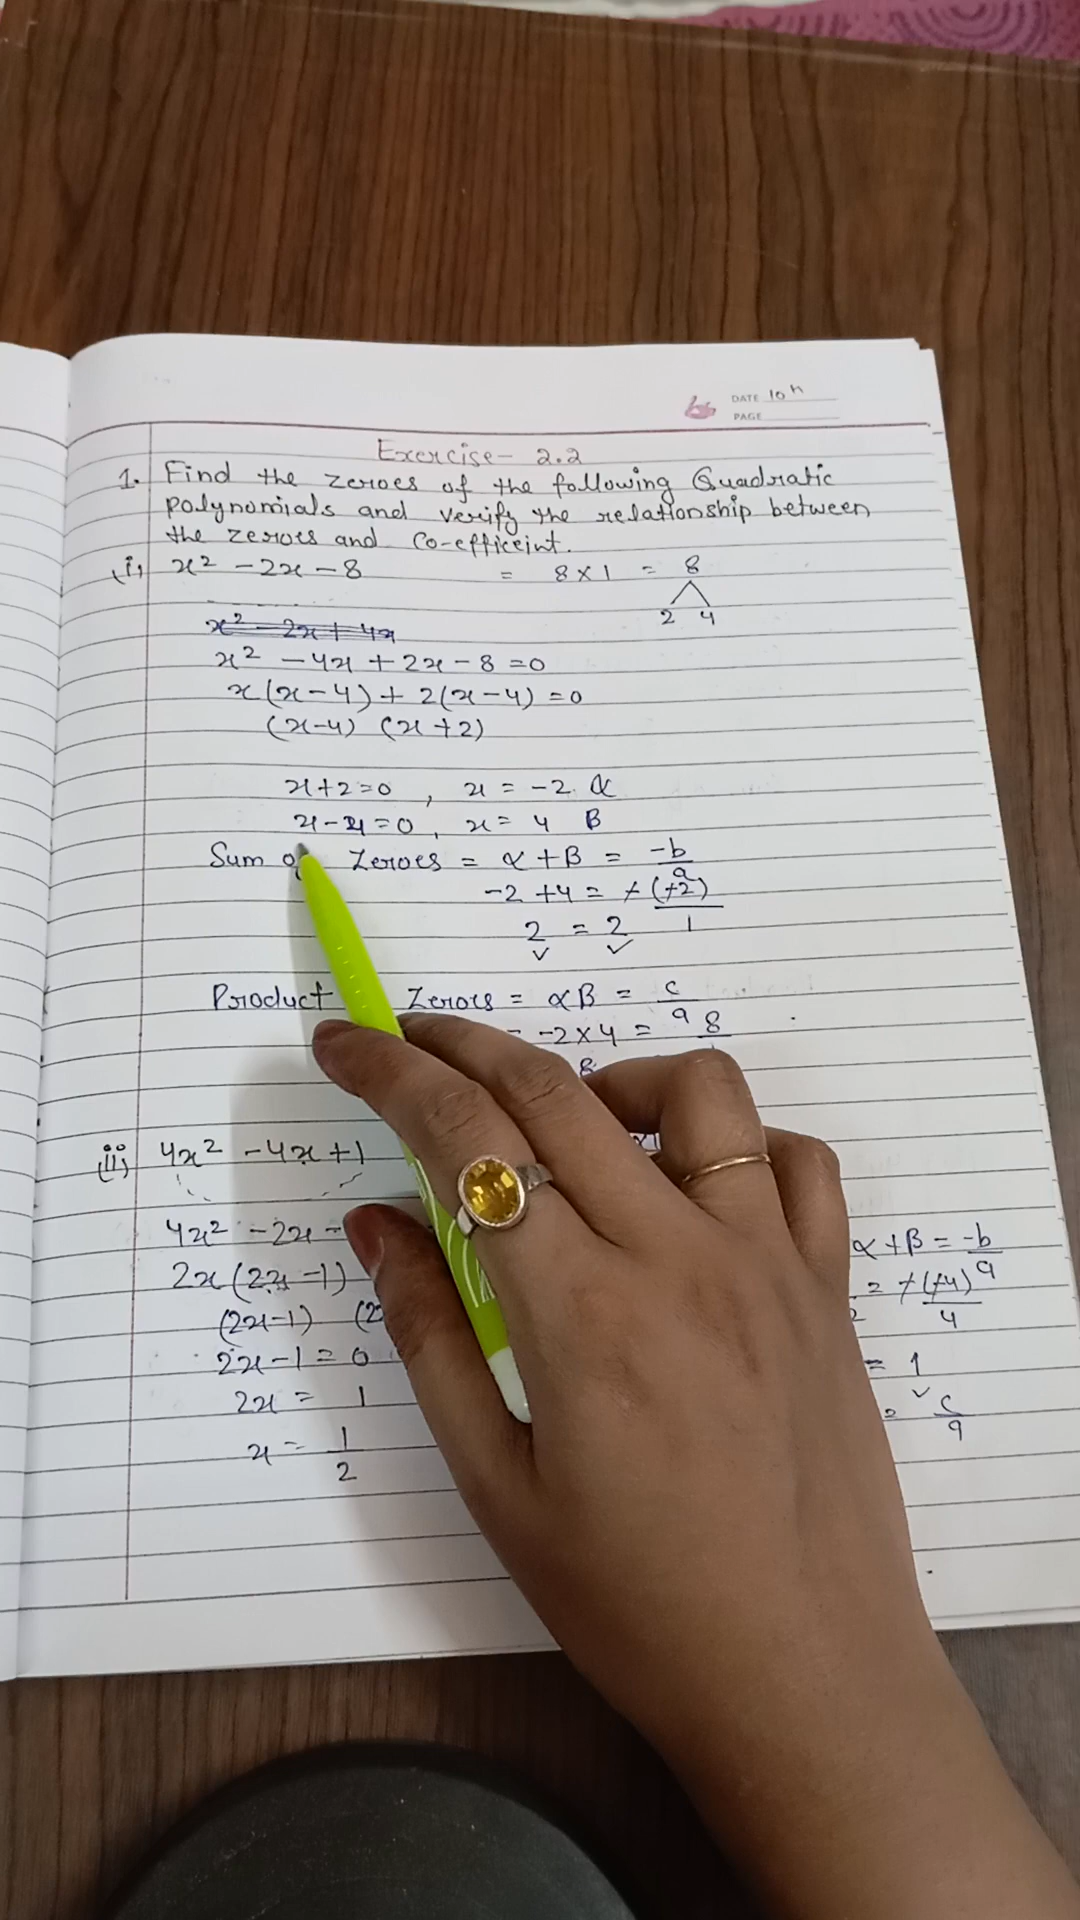 DATE 10th
PAGE
Exercise - 2.2
1. Find the zeroes of the following Quadratic
polynomials and verify the relationship between
the zeroes and co-efficeint.
(i) x² - 2x - 8 = 8 × 1 = 8
2 4
x² - 2x + 4x
x² - 4x + 2x - 8 = 0
x(x-4) + 2(x-4) = 0
(x-4) (x+2)
x+2=0 , x = -2 α
=0 , x = 4 β
Sum Zeroes = α + β = -b/a
-2 + 4 = -(-2)/1
2 = 2
Product Zerors = αβ = c/a
= -2 × 4 = 8
8
(ii) 4x² - 4x + 1
4x² - 2x -
2x(2x-1)
(2x-1) (2
2x-1 = 0
2x = 1
x = 1/2
α + β = -b/a
2 = -(-4)/4
= 1
= c/a